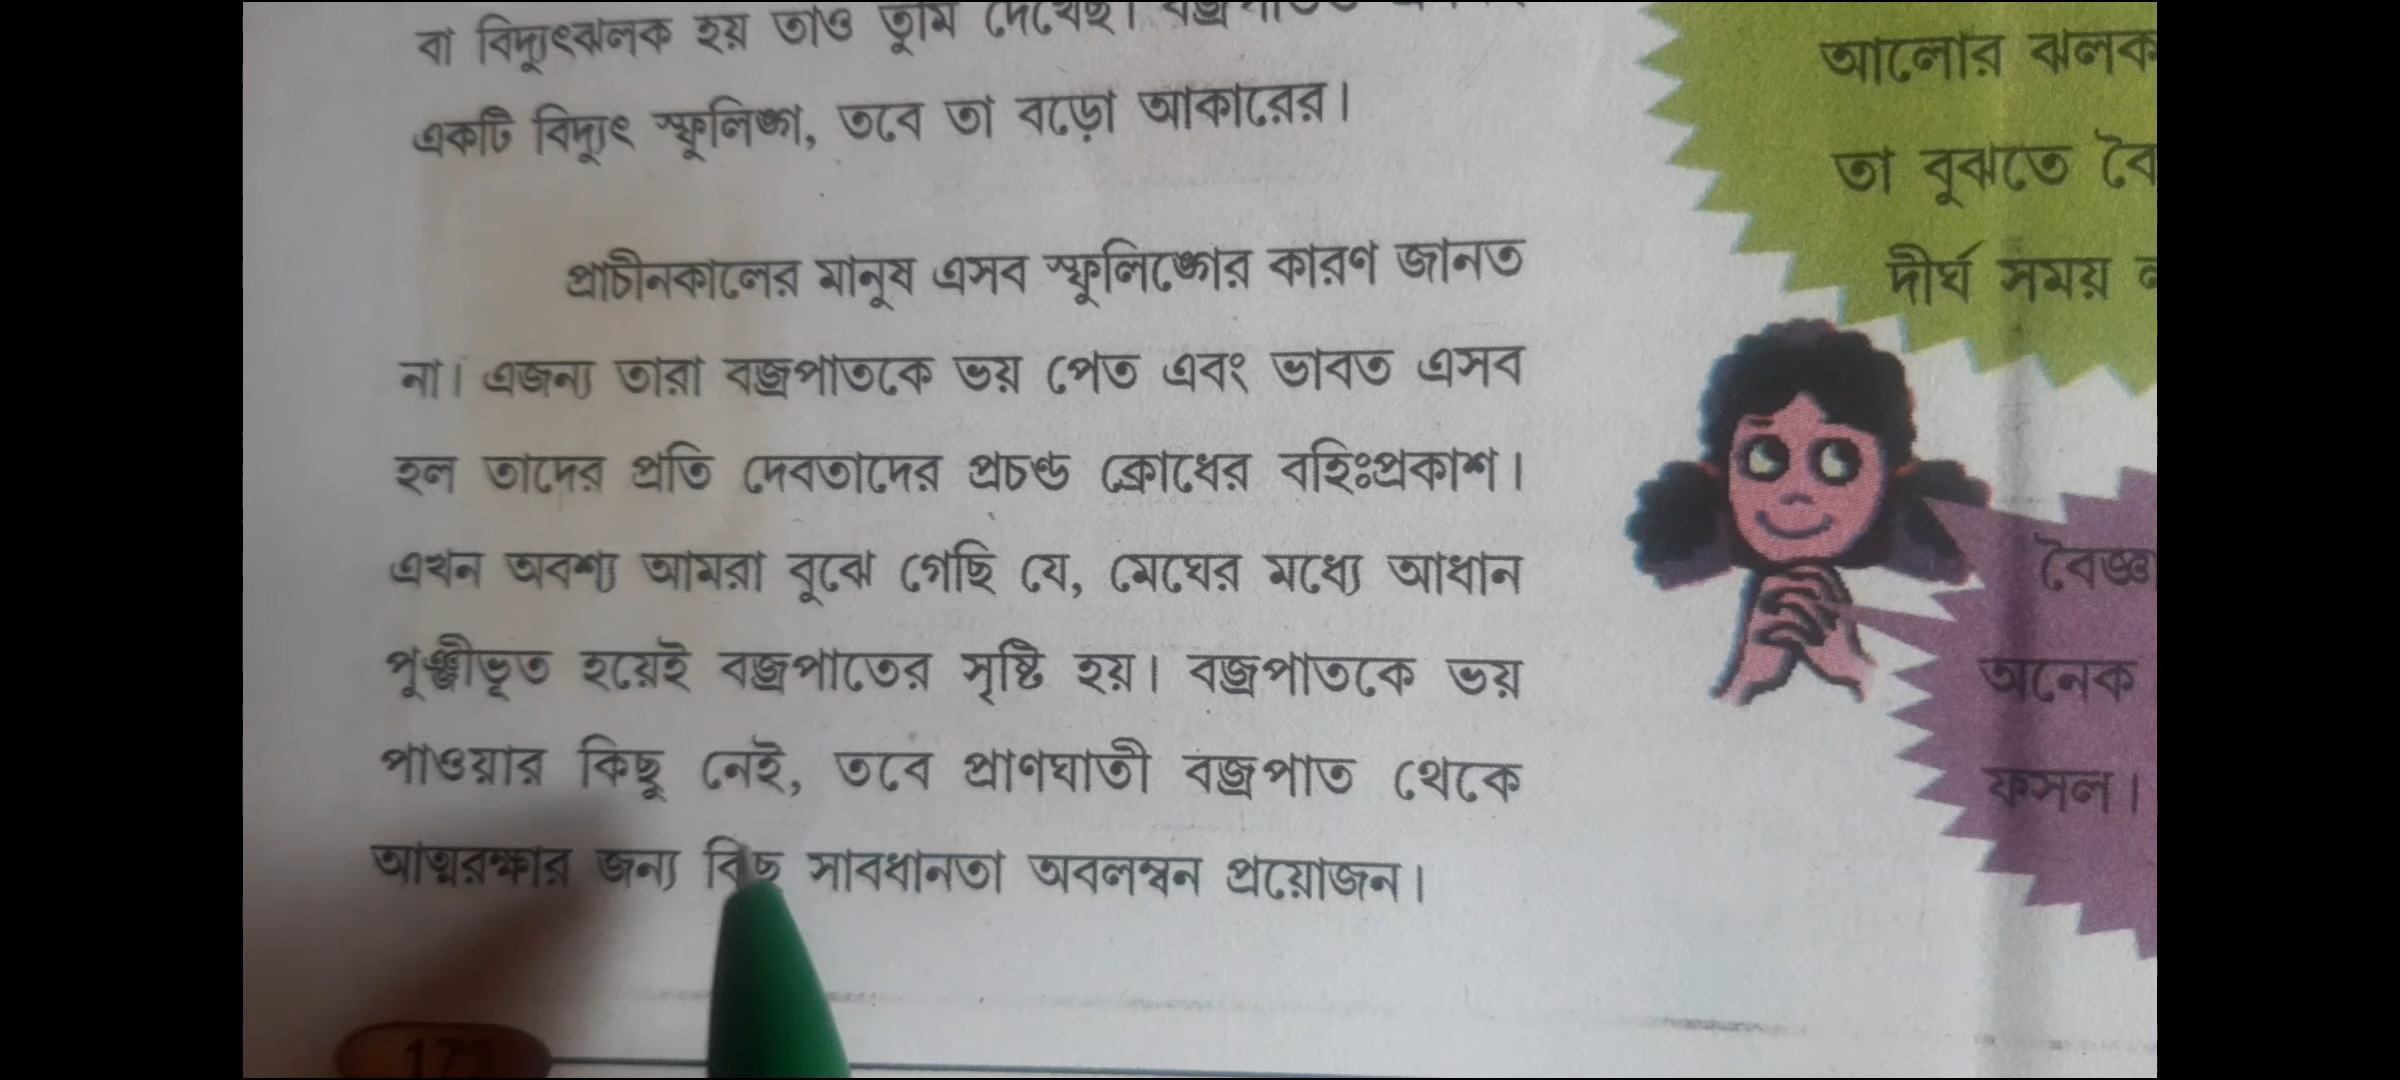 বা বিদ্যুৎঝলক হয় তাও তুমি দেখেছ।
একটি বিদ্যুৎ স্ফুলিঙ্গ, তবে তা বড়ো আকারের।
প্রাচীনকালের মানুষ এসব স্ফুলিঙ্গের কারণ জানত
না। এজন্য তারা বজ্রপাতকে ভয় পেত এবং ভাবত এসব
হল তাদের প্রতি দেবতাদের প্রচণ্ড ক্রোধের বহিঃপ্রকাশ।
এখন অবশ্য আমরা বুঝে গেছি যে, মেঘের মধ্যে আধান
পুঞ্জীভূত হয়েই বজ্রপাতের সৃষ্টি হয়। বজ্রপাতকে ভয়
পাওয়ার কিছু নেই, তবে প্রাণঘাতী বজ্রপাত থেকে
আত্মরক্ষার জন্য কিছু সাবধানতা অবলম্বন প্রয়োজন।
আলোর ঝলক
তা বুঝতে
দীর্ঘ সময়
অনেক
ফসল।